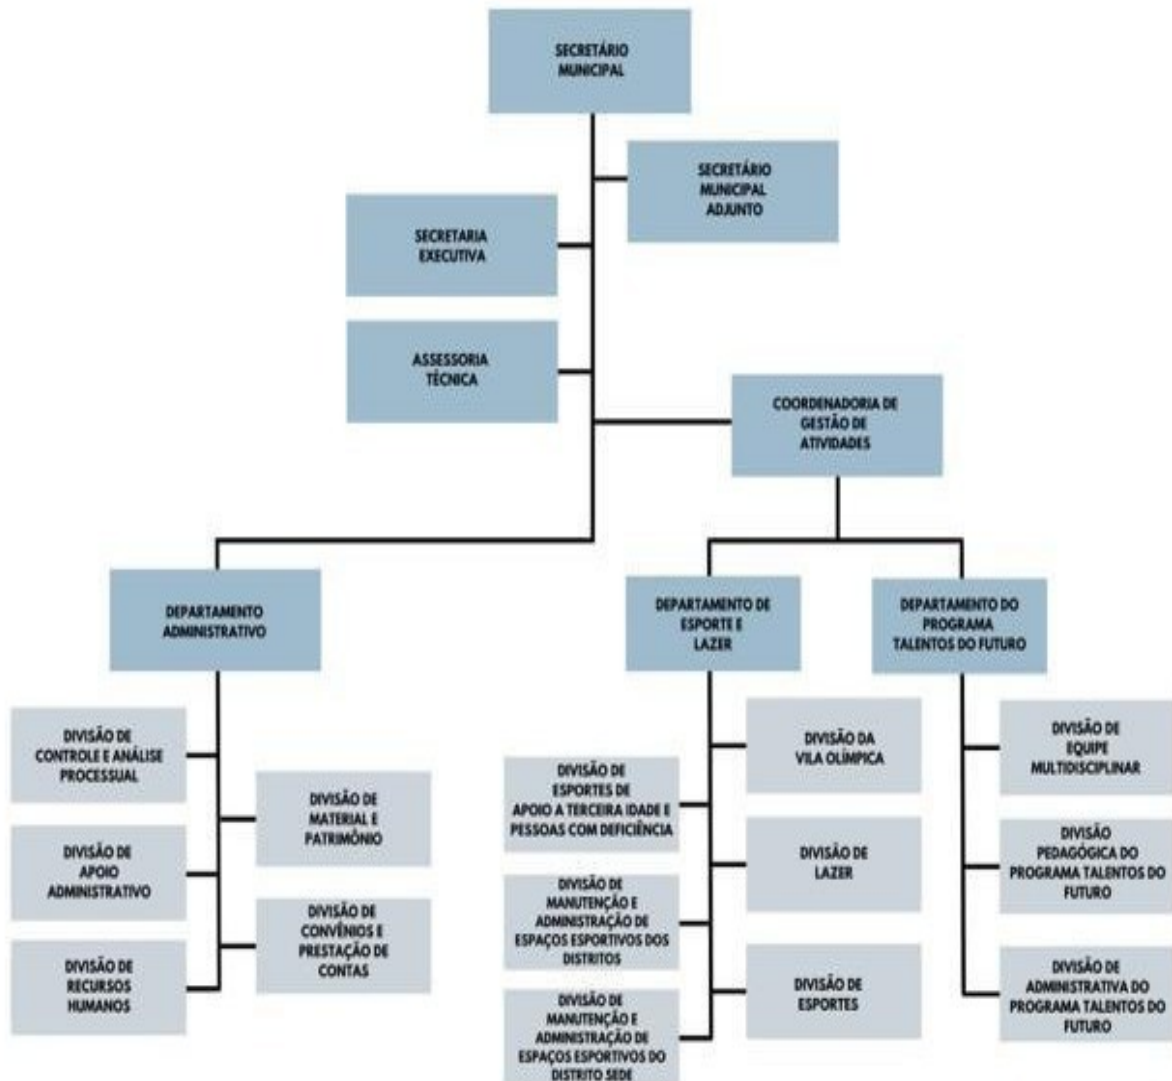 SECRETÁRIO
MUNICIPAL
SECRETÁRIO
MUNICIPAL
ADJUNTO
SECRETARIA
EXECUTIVA
ASSESSORIA
TÉCNICA
COORDENADORIA DE
GESTÃO DE
ATIVIDADES
DEPARTAMENTO
ADMINISTRATIVO
DEPARTAMENTO DE
ESPORTE E
LAZER
DEPARTAMENTO DO
PROGRAMA
TALENTOS DO FUTURO
DIVISÃO DE
CONTROLE E ANÁLISE
PROCESSUAL
DIVISÃO DE
MATERIAL E
PATRIMÔNIO
DIVISÃO DE
APOIO
ADMINISTRATIVO
DIVISÃO DE
CONVÊNIOS E
PRESTAÇÃO DE
CONTAS
DIVISÃO DE
RECURSOS
HUMANOS
DIVISÃO DA
VILA OLÍMPICA
DIVISÃO DE
ESPORTES DE
APOIO A TERCEIRA IDADE E
PESSOAS COM DEFICIÊNCIA
DIVISÃO DE
LAZER
DIVISÃO DE
MANUTENÇÃO E
ADMINISTRAÇÃO DE
ESPAÇOS ESPORTIVOS DOS
DISTRITOS
DIVISÃO DE
ESPORTES
DIVISÃO DE
MANUTENÇÃO E
ADMINISTRAÇÃO DE
ESPAÇOS ESPORTIVOS DO
DISTRITO SEDE
DIVISÃO DE
EQUIPE
MULTIDISCIPLINAR
DIVISÃO
PEDAGÓGICA DO
PROGRAMA TALENTOS DO
FUTURO
DIVISÃO DE
ADMINISTRATIVA DO
PROGRAMA TALENTOS DO
FUTURO